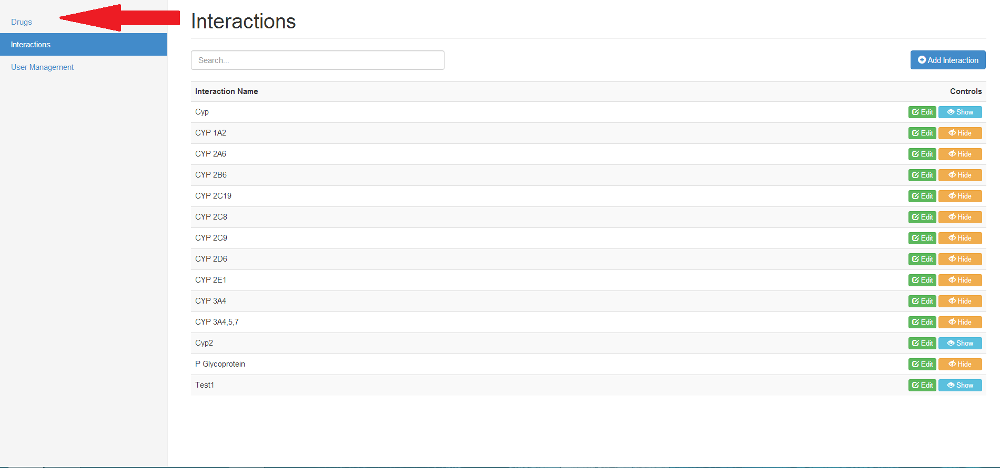 Drugs
Interactions
User Management
Interactions
Search...
Add Interaction
Interaction Name Controls
Cyp Edit Show
CYP 1A2 Edit Hide
CYP 2A6 Edit Hide
CYP 2B6 Edit Hide
CYP 2C19 Edit Hide
CYP 2C8 Edit Hide
CYP 2C9 Edit Hide
CYP 2D6 Edit Hide
CYP 2E1 Edit Hide
CYP 3A4 Edit Hide
CYP 3A4,5,7 Edit Hide
Cyp2 Edit Show
P Glycoprotein Edit Hide
Test1 Edit Show